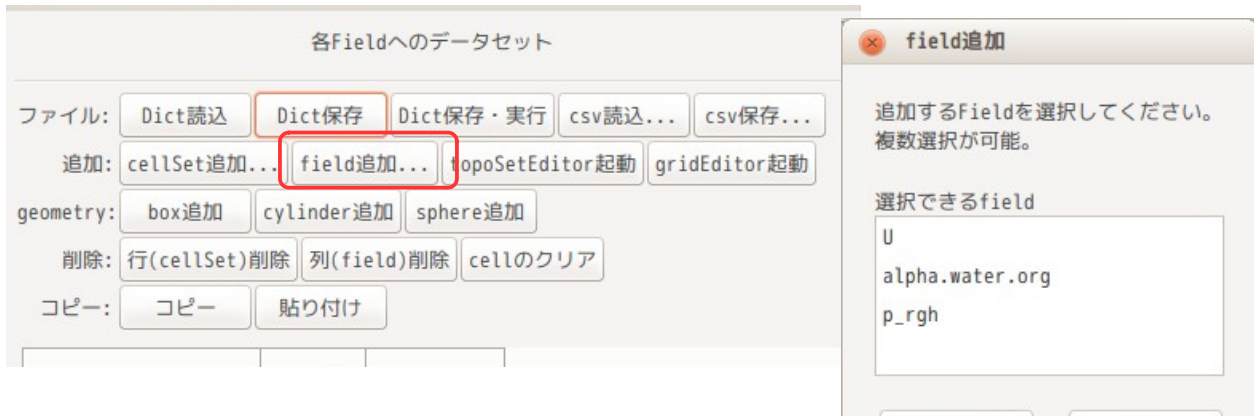 各Fieldへのデータセット
ファイル: Dict読込 Dict保存 Dict保存・実行 csv読込... csv保存...
追加: cellSet追加... field追加... topoSetEditor起動 gridEditor起動
geometry: box追加 cylinder追加 sphere追加
削除: 行(cellSet)削除 列(field)削除 cellのクリア
コピー: コピー 貼り付け
field追加
追加するFieldを選択してください。
複数選択が可能。
選択できるfield
U
alpha.water.org
p_rgh